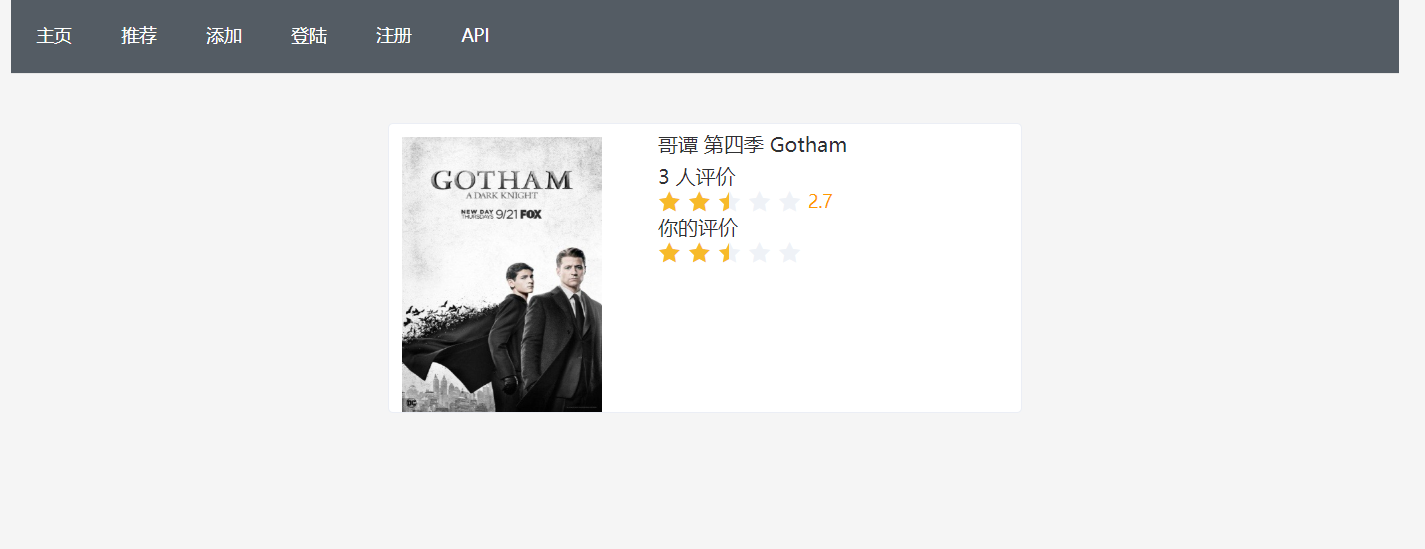 主页 推荐 添加 登陆 注册 API
GOTHAM
A DARK KNIGHT
NEW DAY
THURSDAYS 9/21 FOX
DC
哥谭 第四季 Gotham
3 人评价
2.7
你的评价